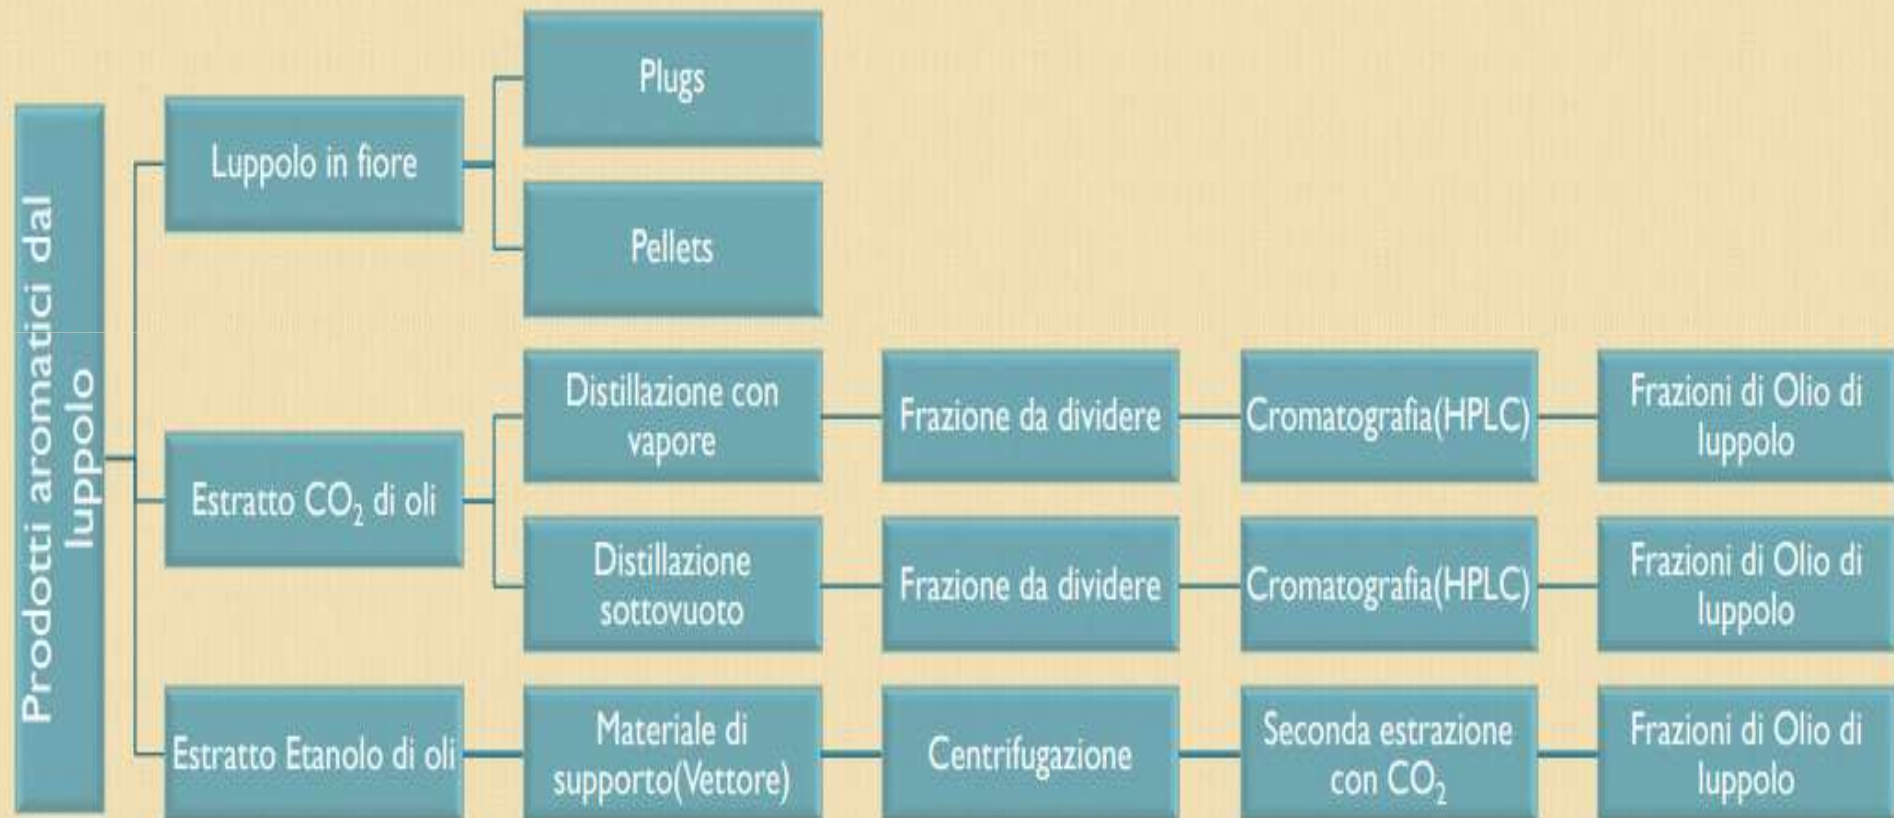 Prodotti aromatici dal
luppolo
Luppolo in fiore
Plugs
Pellets
Estratto CO₂ di oli
Distillazione con
vapore
Frazione da dividere
Cromatografia(HPLC)
Frazioni di Olio di
luppolo
Distillazione
sottovuoto
Frazione da dividere
Cromatografia(HPLC)
Frazioni di Olio di
luppolo
Estratto Etanolo di oli
Materiale di
supporto(Vettore)
Centrifugazione
Seconda estrazione
con CO₂
Frazioni di Olio di
luppolo